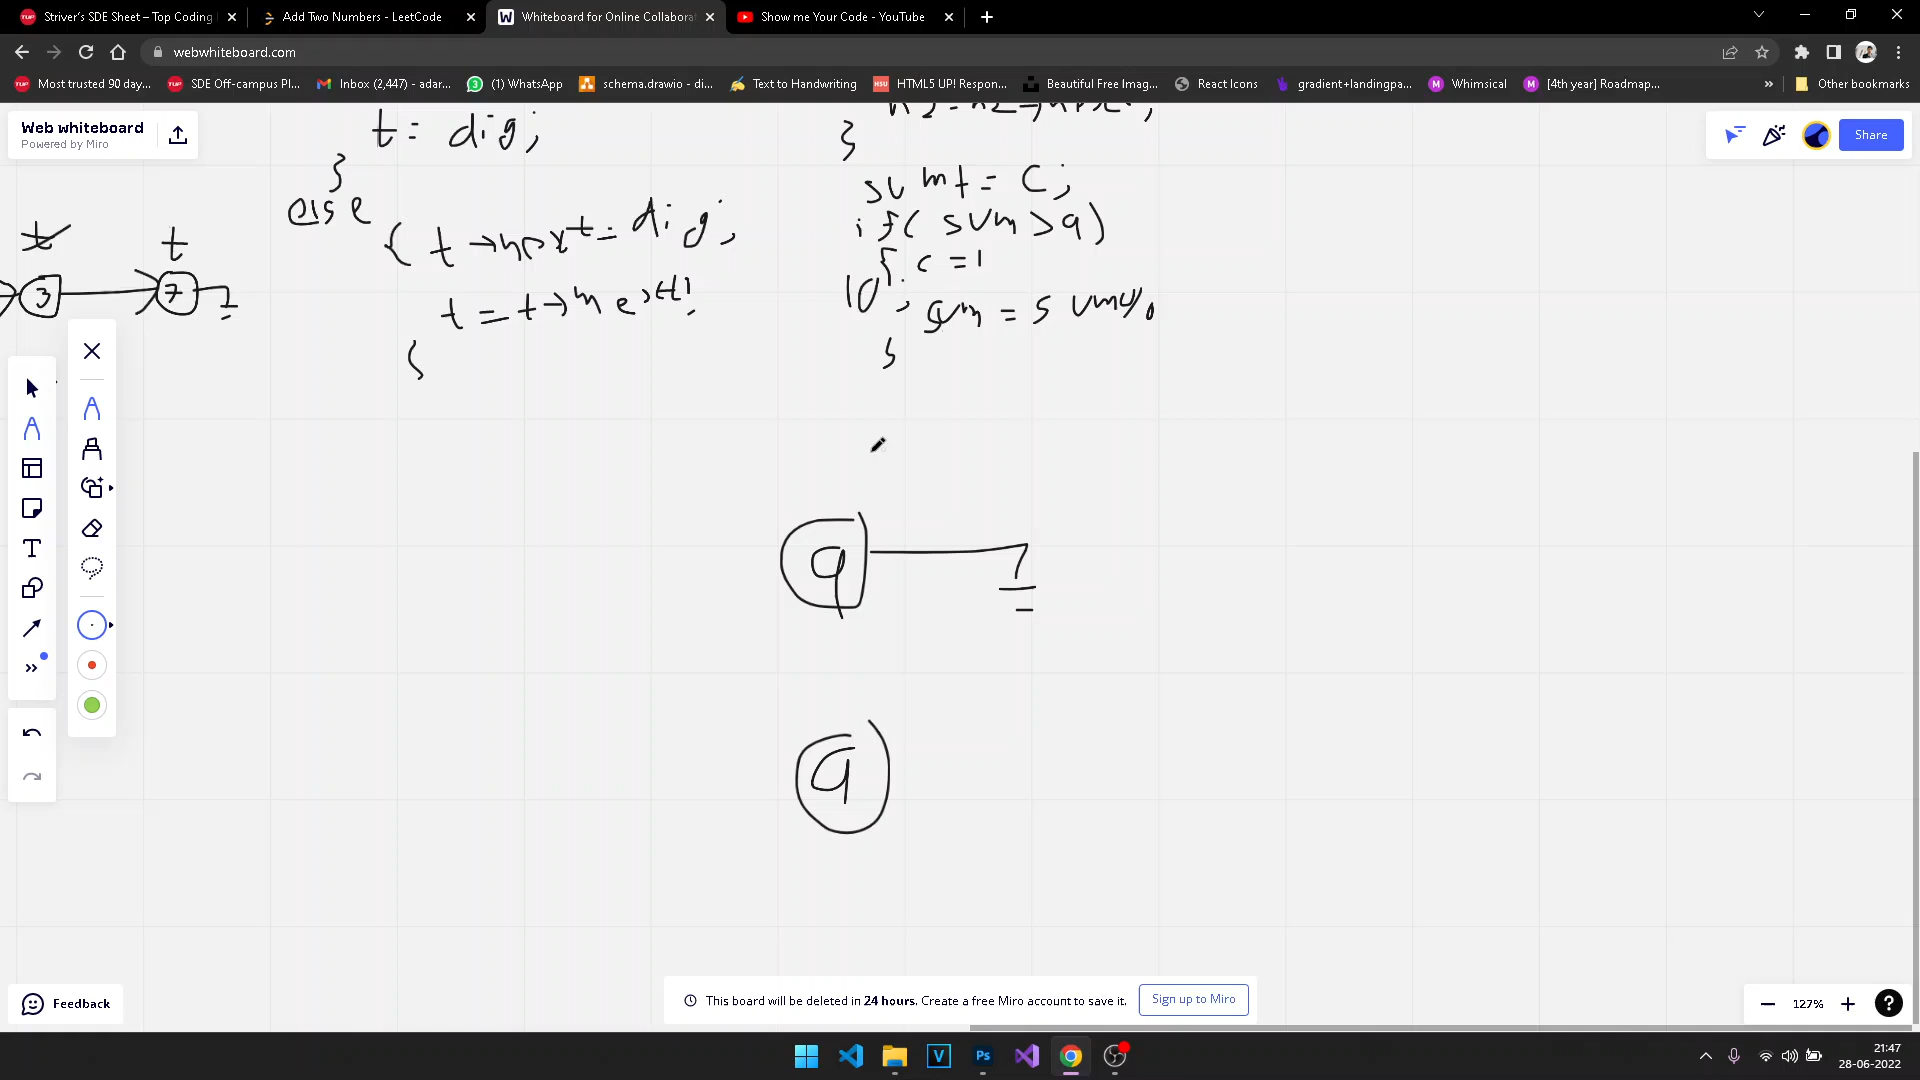 Striver's SDE Sheet – Top Coding
Add Two Numbers - LeetCode
Whiteboard for Online Collabora
Show me Your Code - YouTube
webwhiteboard.com
Most trusted 90 day...
SDE Off-campus Pl...
Inbox (2,447) - adar...
(1) WhatsApp
schema.drawio - di...
Text to Handwriting
HTML5 UP! Respon...
Beautiful Free Imag...
React Icons
gradient+landingpa...
Whimsical
[4th year] Roadmap...
Other bookmarks
Web whiteboard
Powered by Miro
Share
t = dig;
}
else
{ t→next = dig;
t = t→next;
t
t
3
7
}
sum+ = C;
if( sum > 9)
{ c = 1
10; sum = sum%
}
9
9
Feedback
This board will be deleted in 24 hours. Create a free Miro account to save it.
Sign up to Miro
127%
21:47
28-06-2022